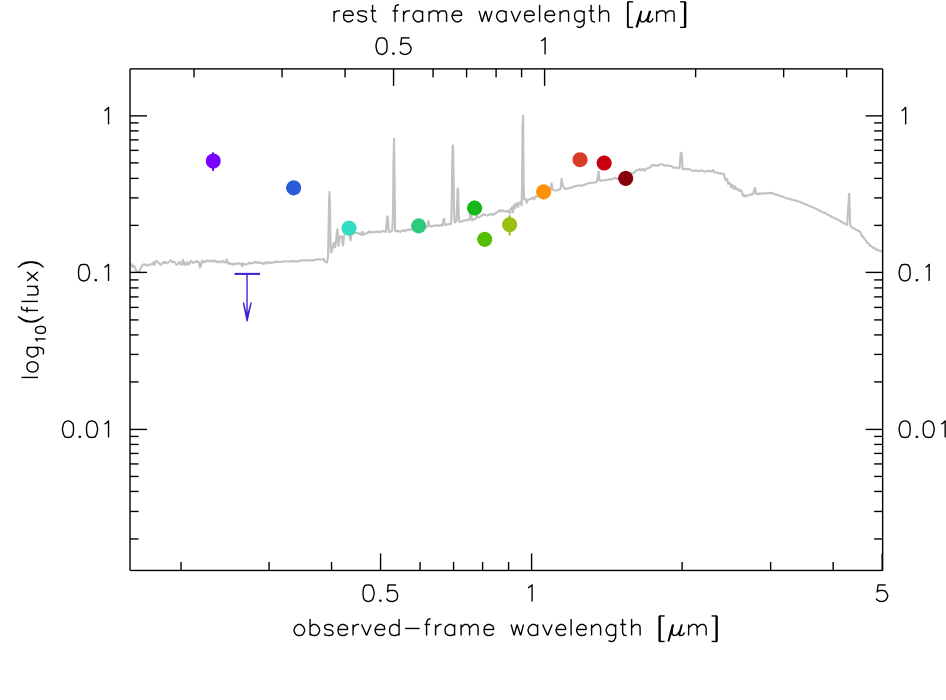 rest frame wavelength [μm]
0.5 1
1 1
0.1 0.1
log10(flux)
0.01 0.01
0.5 1 5
observed-frame wavelength [μm]